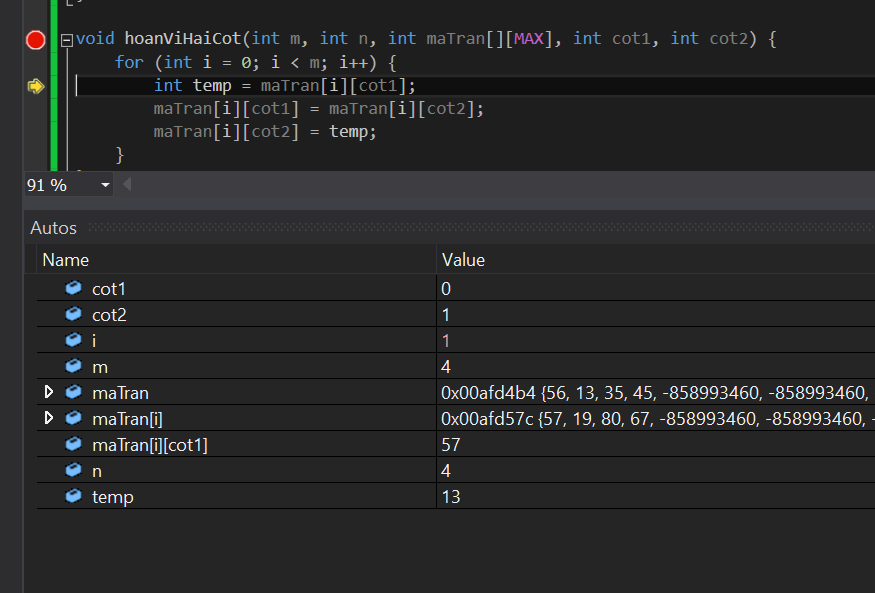 void hoanViHaiCot(int m, int n, int maTran[][MAX], int cot1, int cot2) {
for (int i = 0; i < m; i++) {
int temp = maTran[i][cot1];
maTran[i][cot1] = maTran[i][cot2];
maTran[i][cot2] = temp;
}
91 %
Autos
Name Value
cot1 0
cot2 1
i 1
m 4
maTran 0x00afd4b4 {56, 13, 35, 45, -858993460, -858993460,
maTran[i] 0x00afd57c {57, 19, 80, 67, -858993460, -858993460, -
maTran[i][cot1] 57
n 4
temp 13